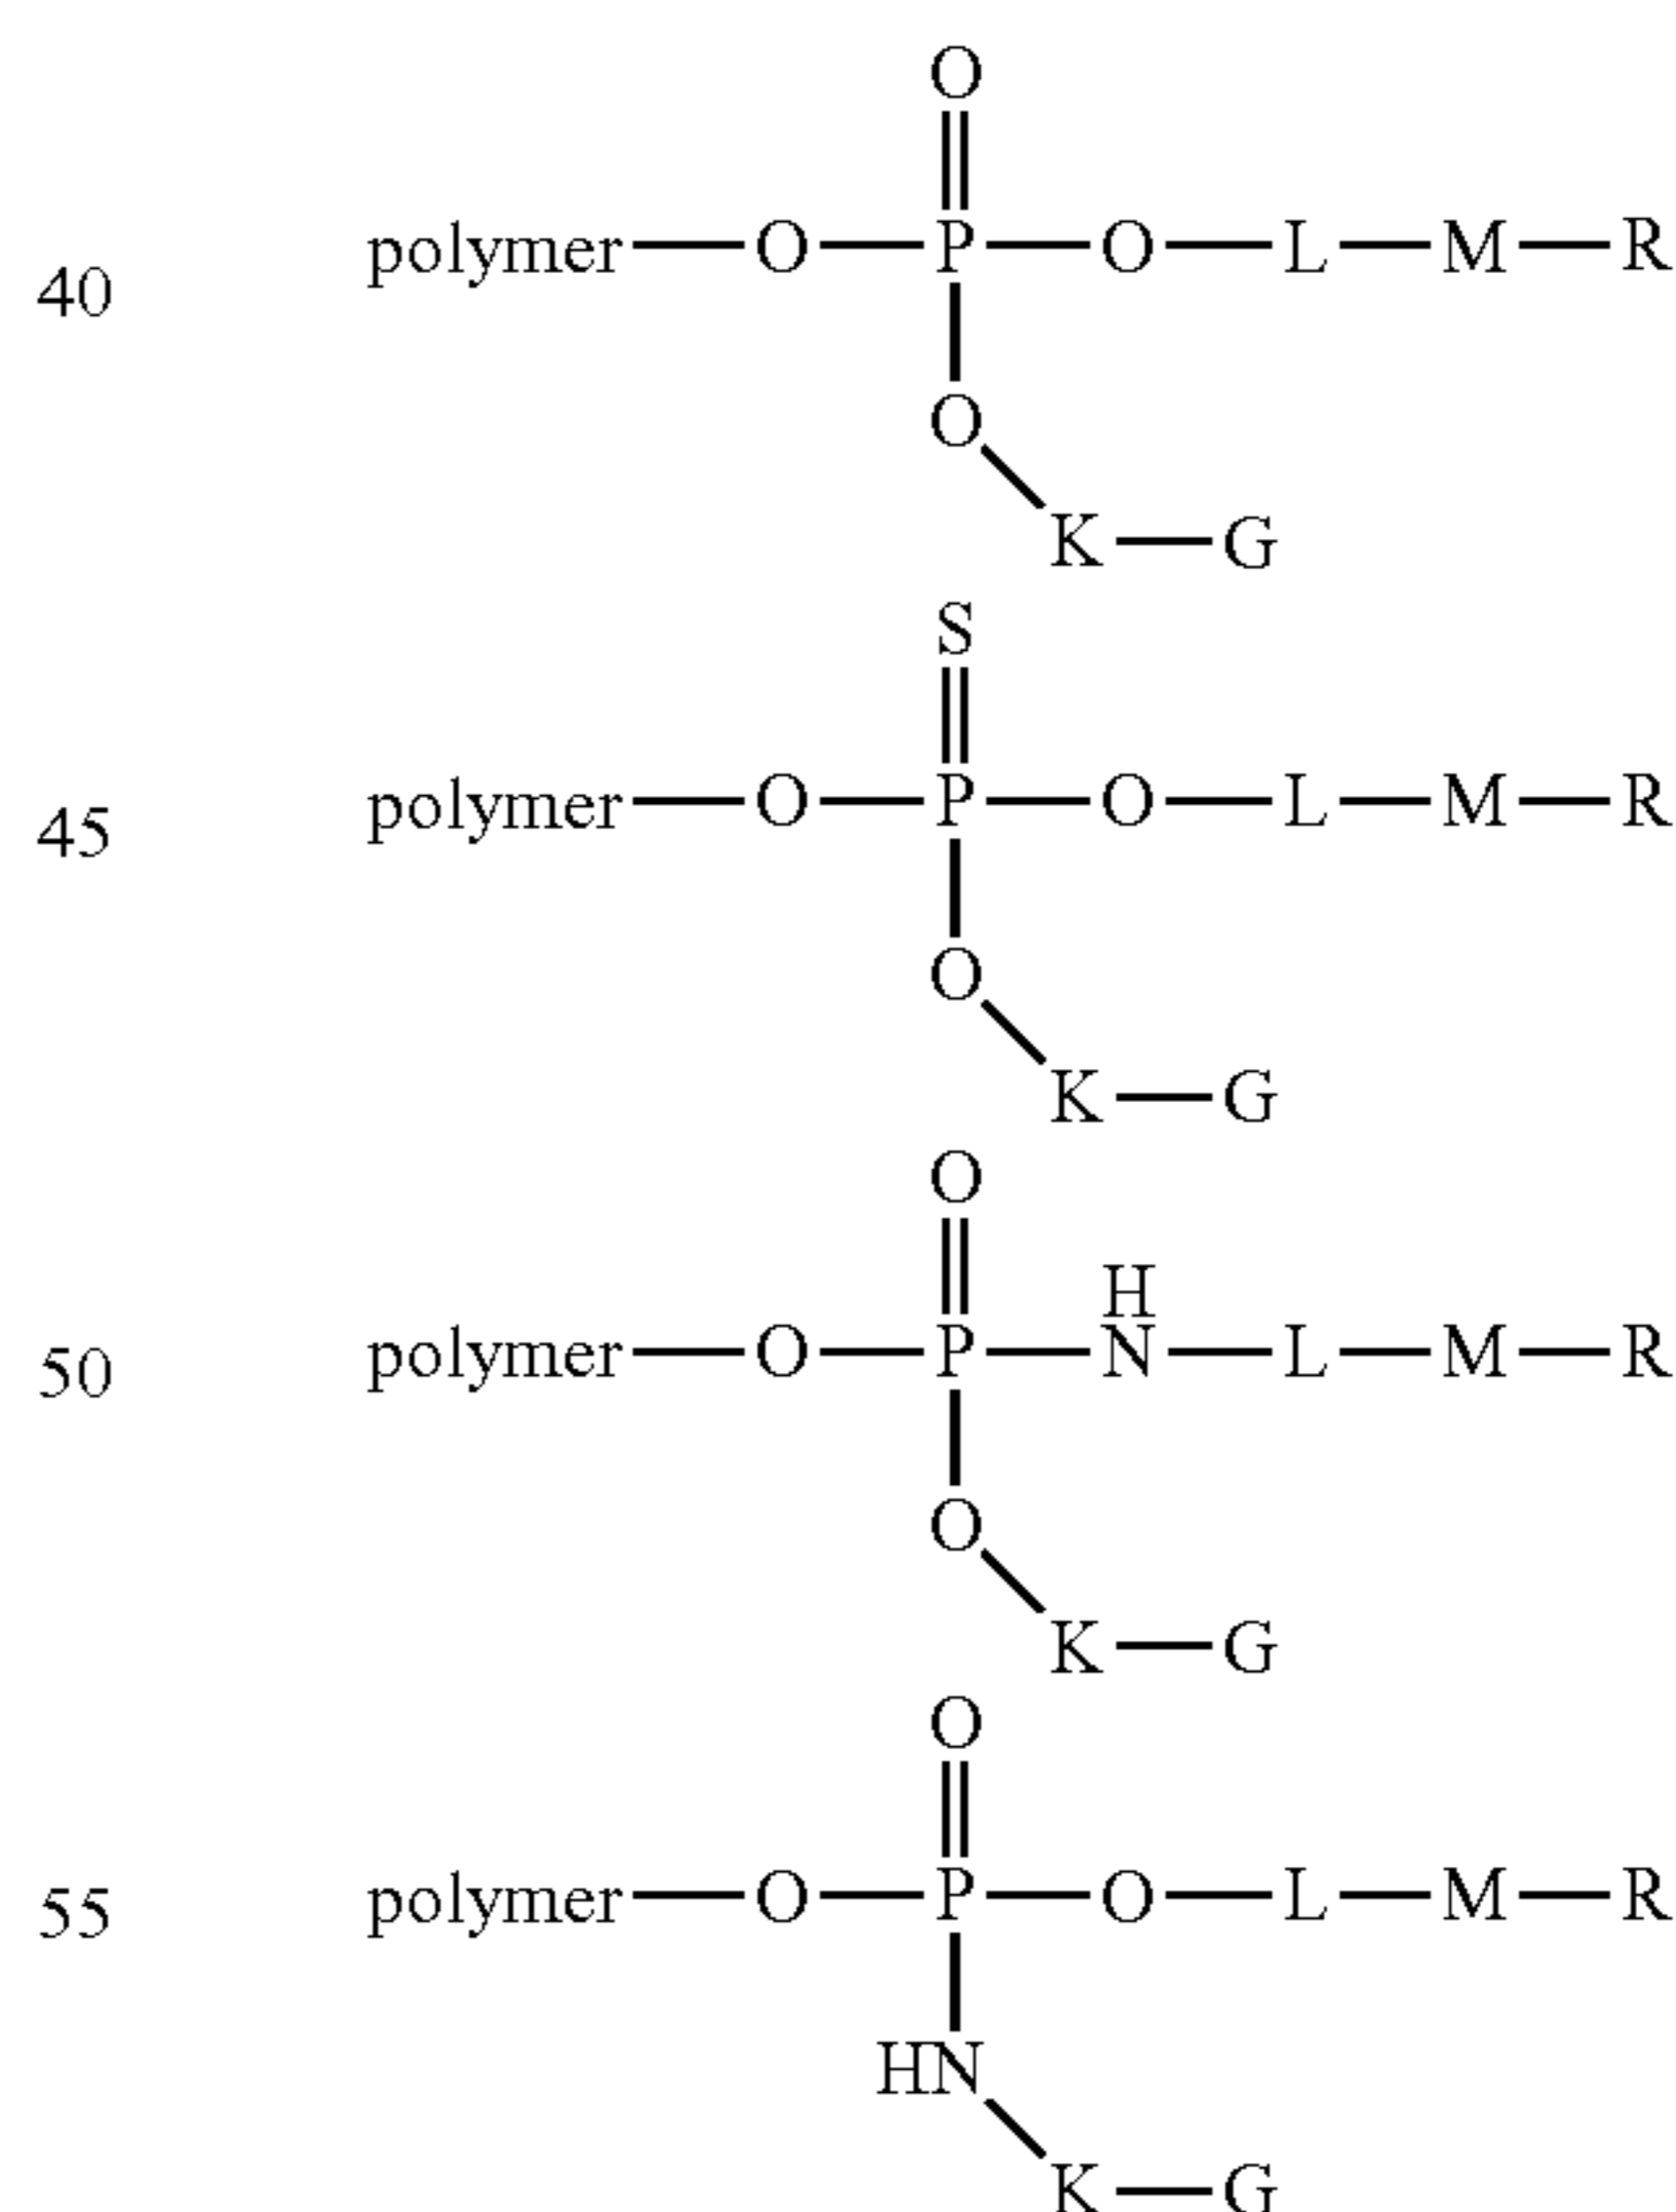 O
polymer—O—P—O—L—M—R
40
O
K—G
S
polymer—O—P—O—L—M—R
45
O
K—G
O
H
polymer—O—P—N—L—M—R
50
O
K—G
O
polymer—O—P—O—L—M—R
55
HN
K—G